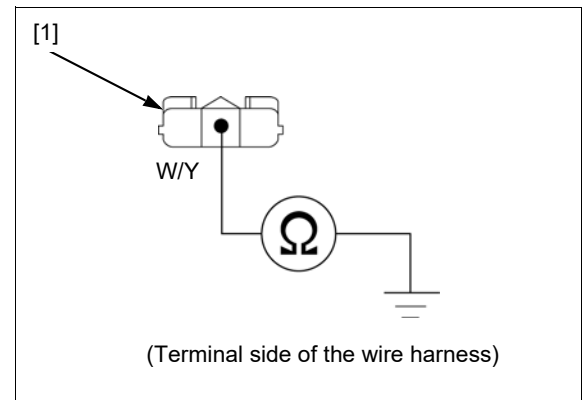 [1]
W/Y
Ω
(Terminal side of the wire harness)